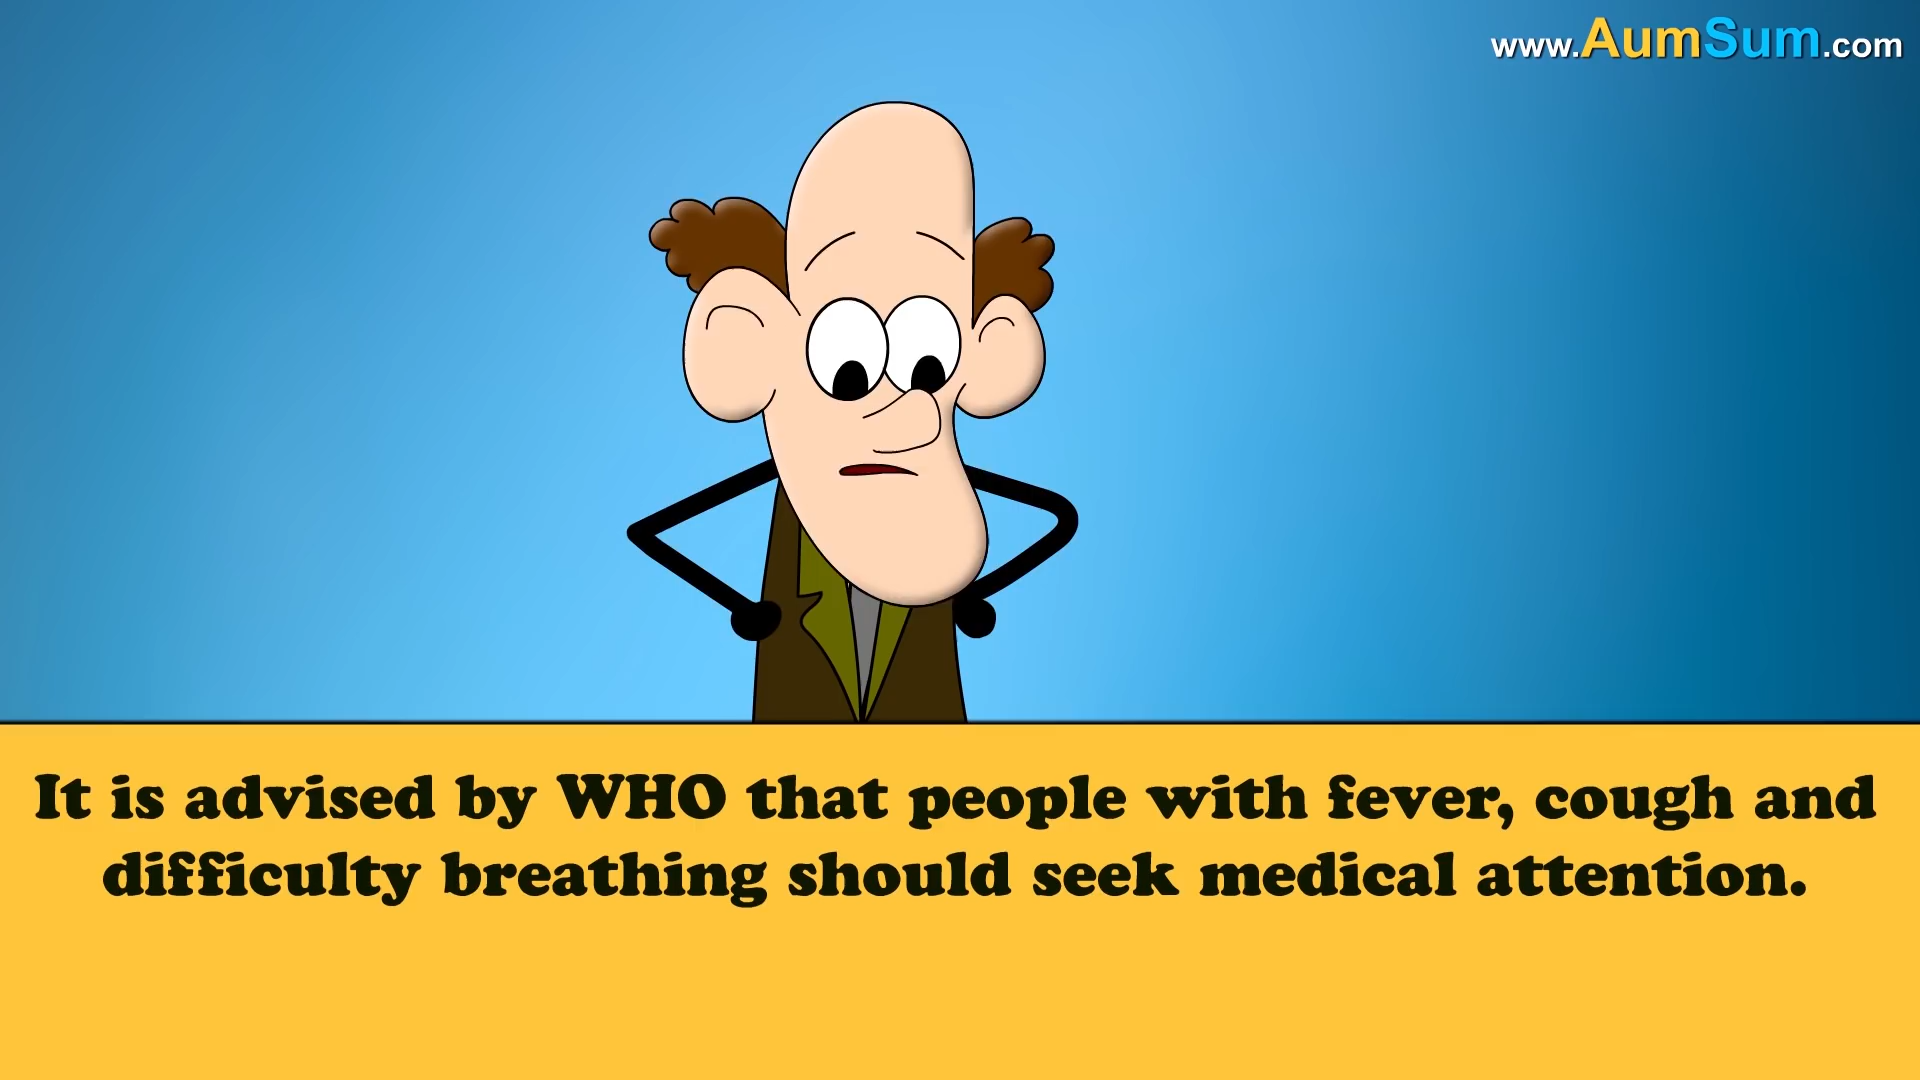 www.AumSum.com
It is advised by WHO that people with fever, cough and
difficulty breathing should seek medical attention.